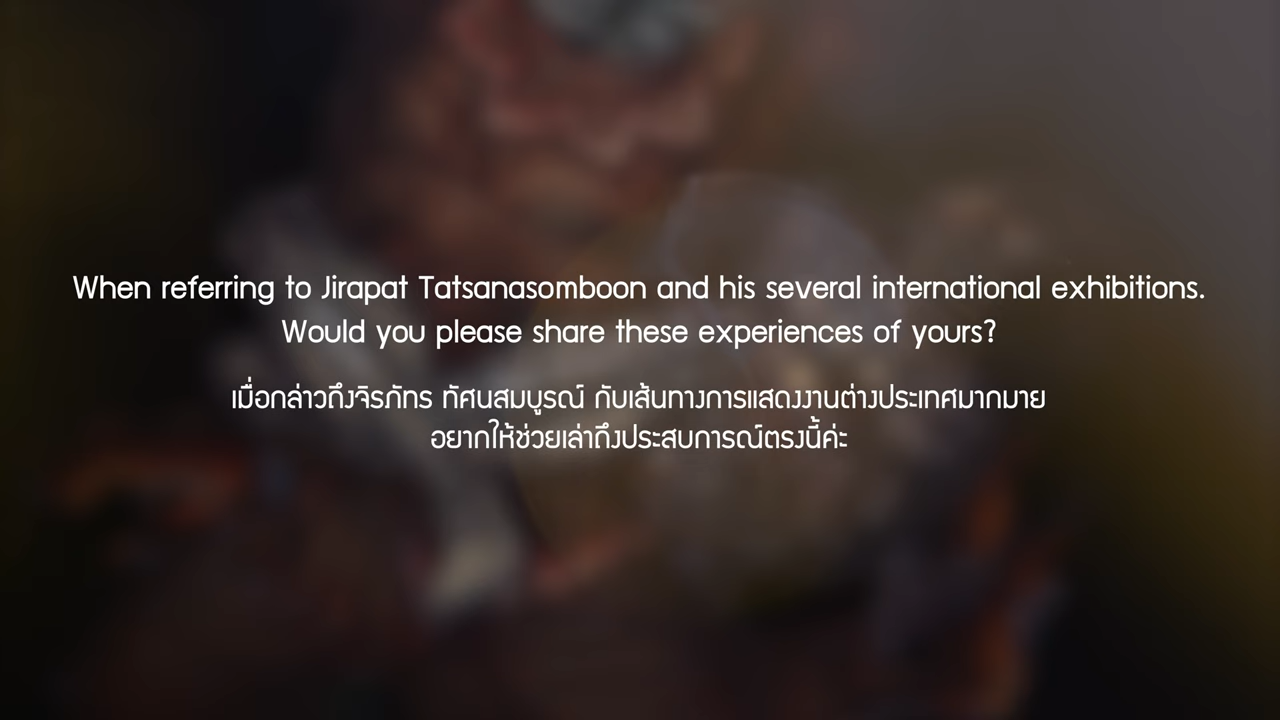 When referring to Jirapat Tatsanasomboon and his several international exhibitions.
Would you please share these experiences of yours?
เมื่อกล่าวถึงจิรภัทร ทัศนสมบูรณ์ กับเส้นทางการแสดงงานต่างประเทศมากมาย
อยากให้ช่วยเล่าถึงประสบการณ์ตรงนี้ค่ะ